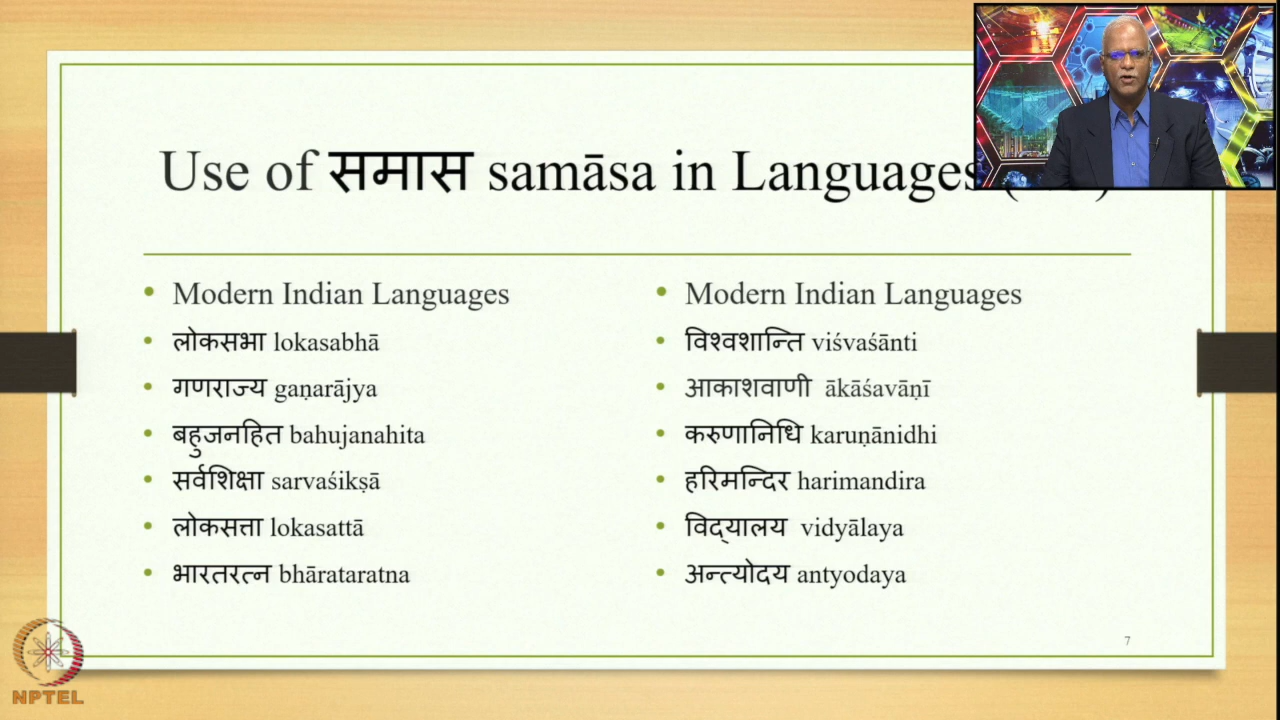 Use of समास samāsa in Languages
• Modern Indian Languages
• लोकसभा lokasabhā
• गणराज्य gaṇarājya
• बहुजनहित bahujanahita
• सर्वशिक्षा sarvaśikṣā
• लोकसत्ता lokasattā
• भारतरत्न bhārataratna
• Modern Indian Languages
• विश्वशान्ति viśvaśānti
• आकाशवाणी ākāśavāṇī
• करुणानिधि karuṇānidhi
• हरिमन्दिर harimandira
• विद्यालय vidyālaya
• अन्त्योदय antyodaya
7
NPTEL